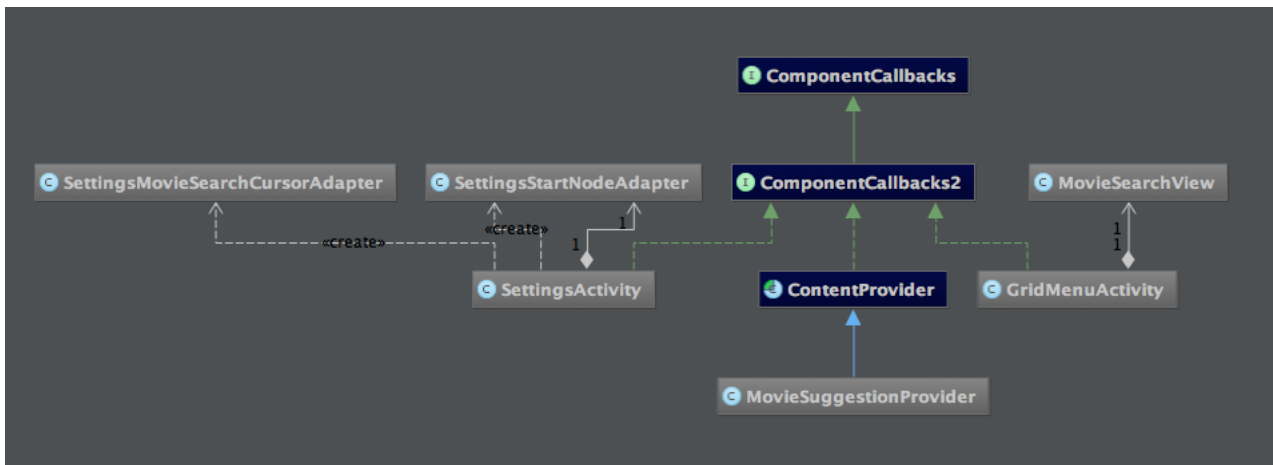 I ComponentCallbacks
C SettingsMovieSearchCursorAdapter
C SettingsStartNodeAdapter
I ComponentCallbacks2
C MovieSearchView
«create»
«create»
1
1
1
1
C SettingsActivity
C ContentProvider
C GridMenuActivity
C MovieSuggestionProvider